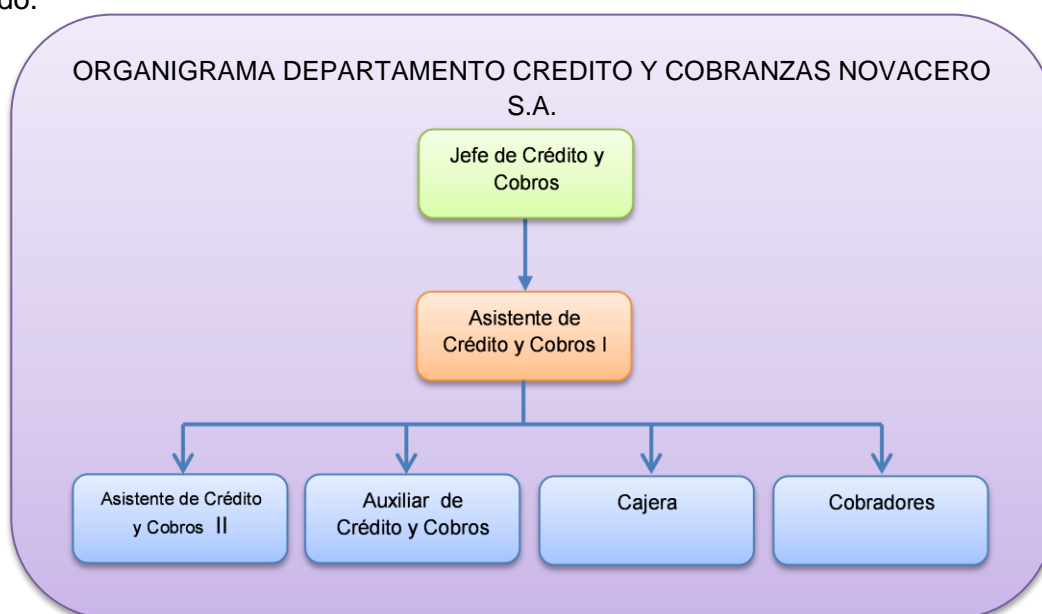 do.
ORGANIGRAMA DEPARTAMENTO CREDITO Y COBRANZAS NOVACERO
S.A.
Jefe de Crédito y
Cobros
Asistente de
Crédito y Cobros I
Asistente de Crédito
y Cobros II
Auxiliar de
Crédito y Cobros
Cajera
Cobradores